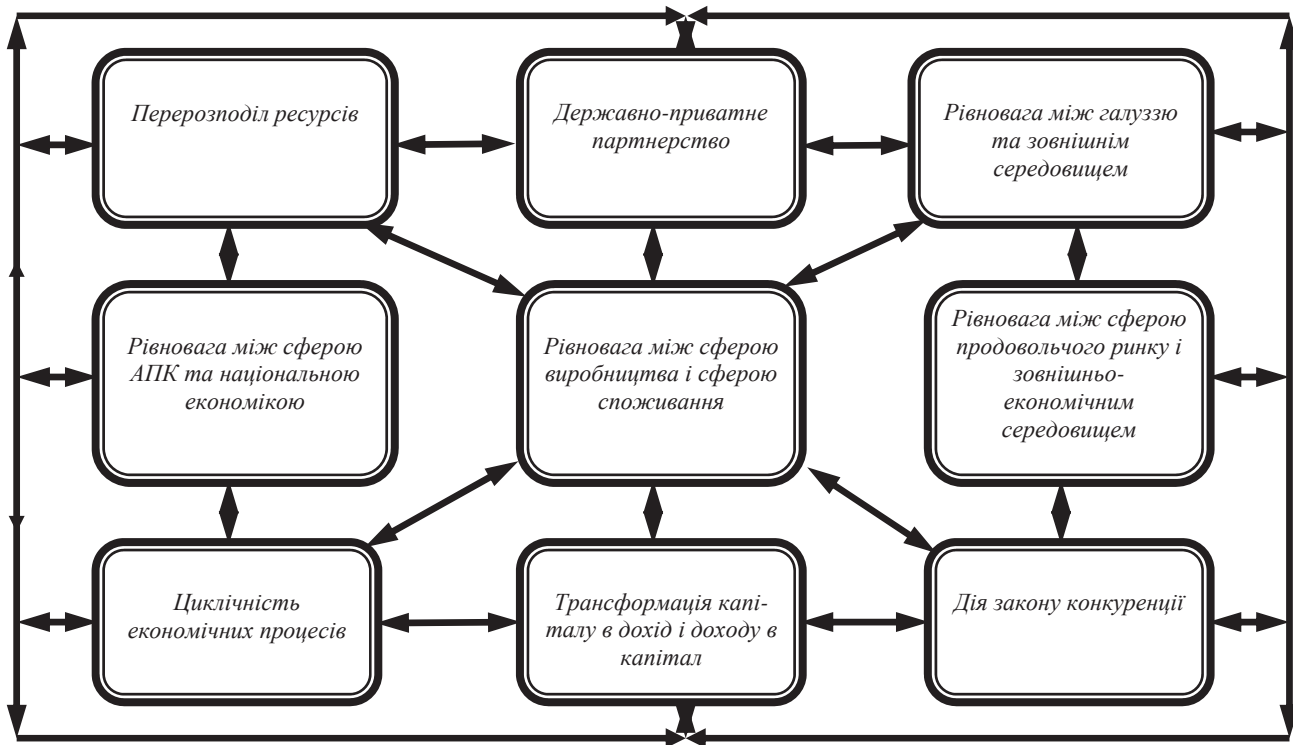 Перерозподіл ресурсів
Державно-приватне
партнерство
Рівновага між галуззю
та зовнішнім
середовищем
Рівновага між сферою
АПК та національною
економікою
Рівновага між сферою
виробництва і сферою
споживання
Рівновага між сферою
продовольчого ринку і
зовнішньо-
економічним
середовищем
Циклічність
економічних процесів
Трансформація капі-
талу в дохід і доходу в
капітал
Дія закону конкуренції